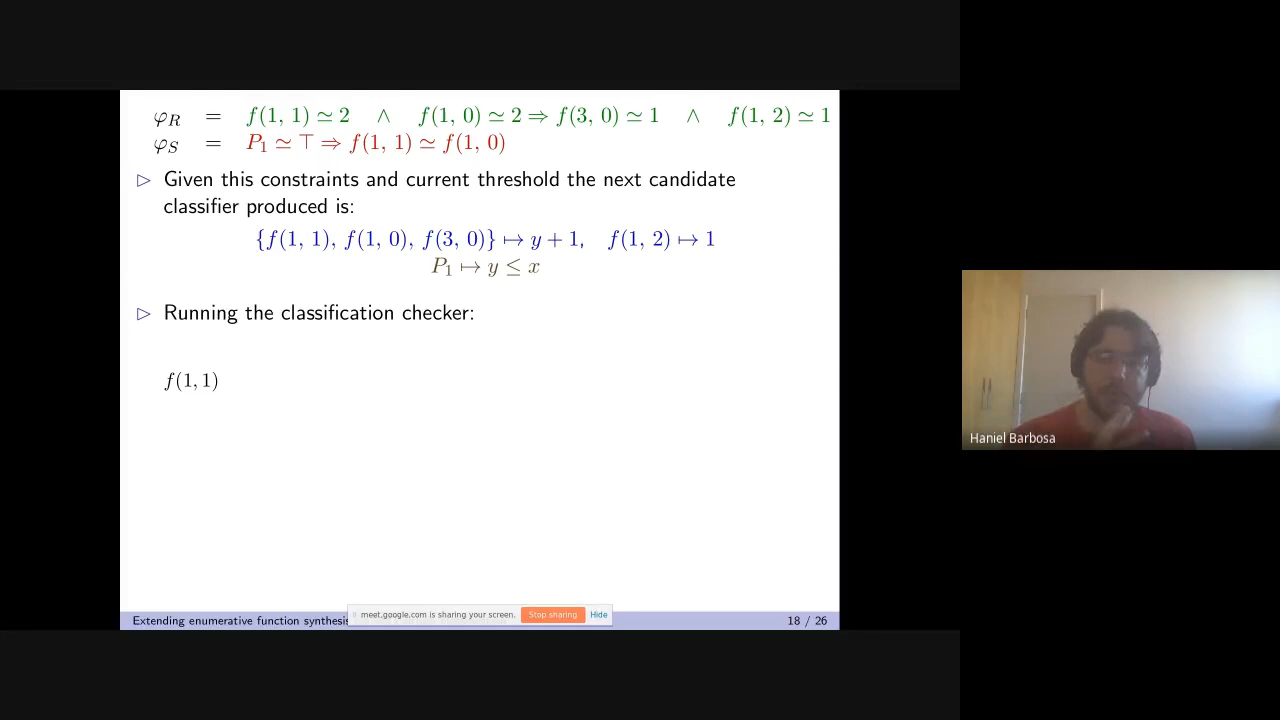 φ_R = f(1, 1) ≃ 2 ∧ f(1, 0) ≃ 2 ⇒ f(3, 0) ≃ 1 ∧ f(1, 2) ≃ 1
φ_S = P_1 ≃ ⊤ ⇒ f(1, 1) ≃ f(1, 0)
▷ Given this constraints and current threshold the next candidate
classifier produced is:
{f(1, 1), f(1, 0), f(3, 0)} ↦ y + 1, f(1, 2) ↦ 1
P_1 ↦ y ≤ x
▷ Running the classification checker:
f(1, 1)
Haniel Barbosa
meet.google.com is sharing your screen. Stop sharing Hide
Extending enumerative function synthesis 18 / 26